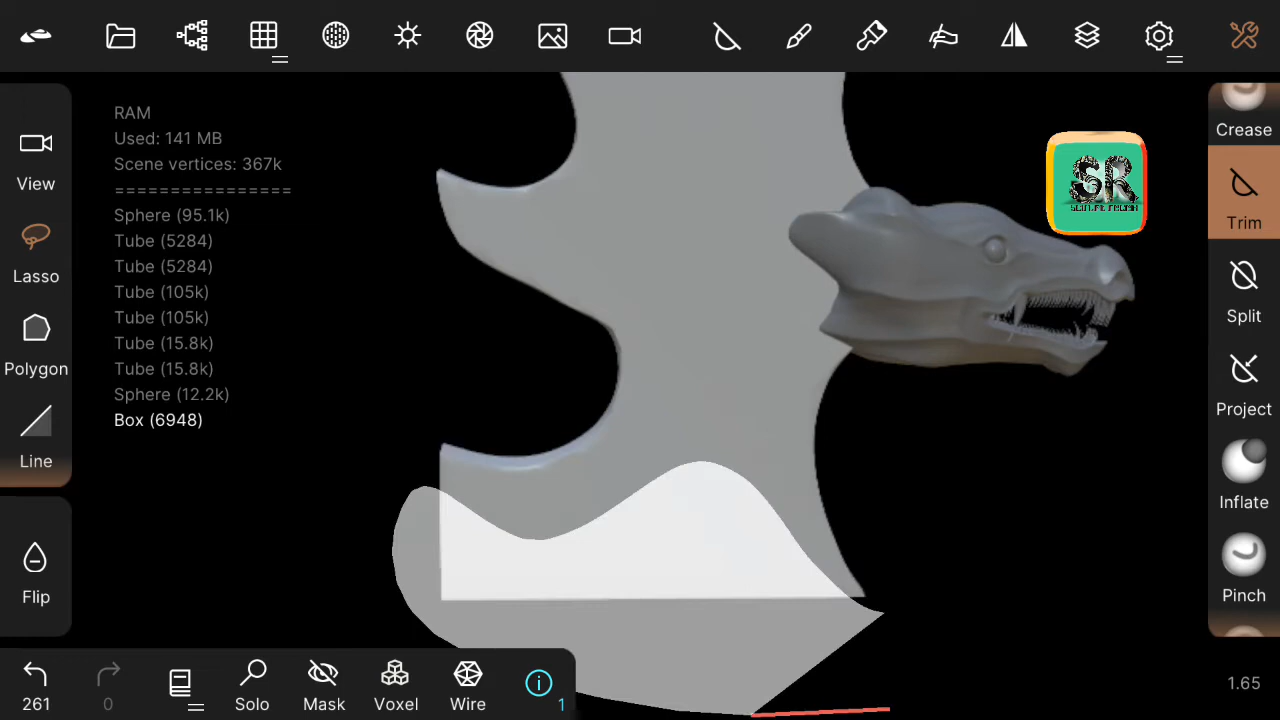 RAM
Used: 141 MB
Scene vertices: 367k
================
Sphere (95.1k)
Tube (5284)
Tube (5284)
Tube (105k)
Tube (105k)
Tube (15.8k)
Tube (15.8k)
Sphere (12.2k)
Box (6948)
View
Lasso
Polygon
Line
Flip
SR
Crease
Trim
Split
Project
Inflate
Pinch
261
0
Solo
Mask
Voxel
Wire
1
1.65